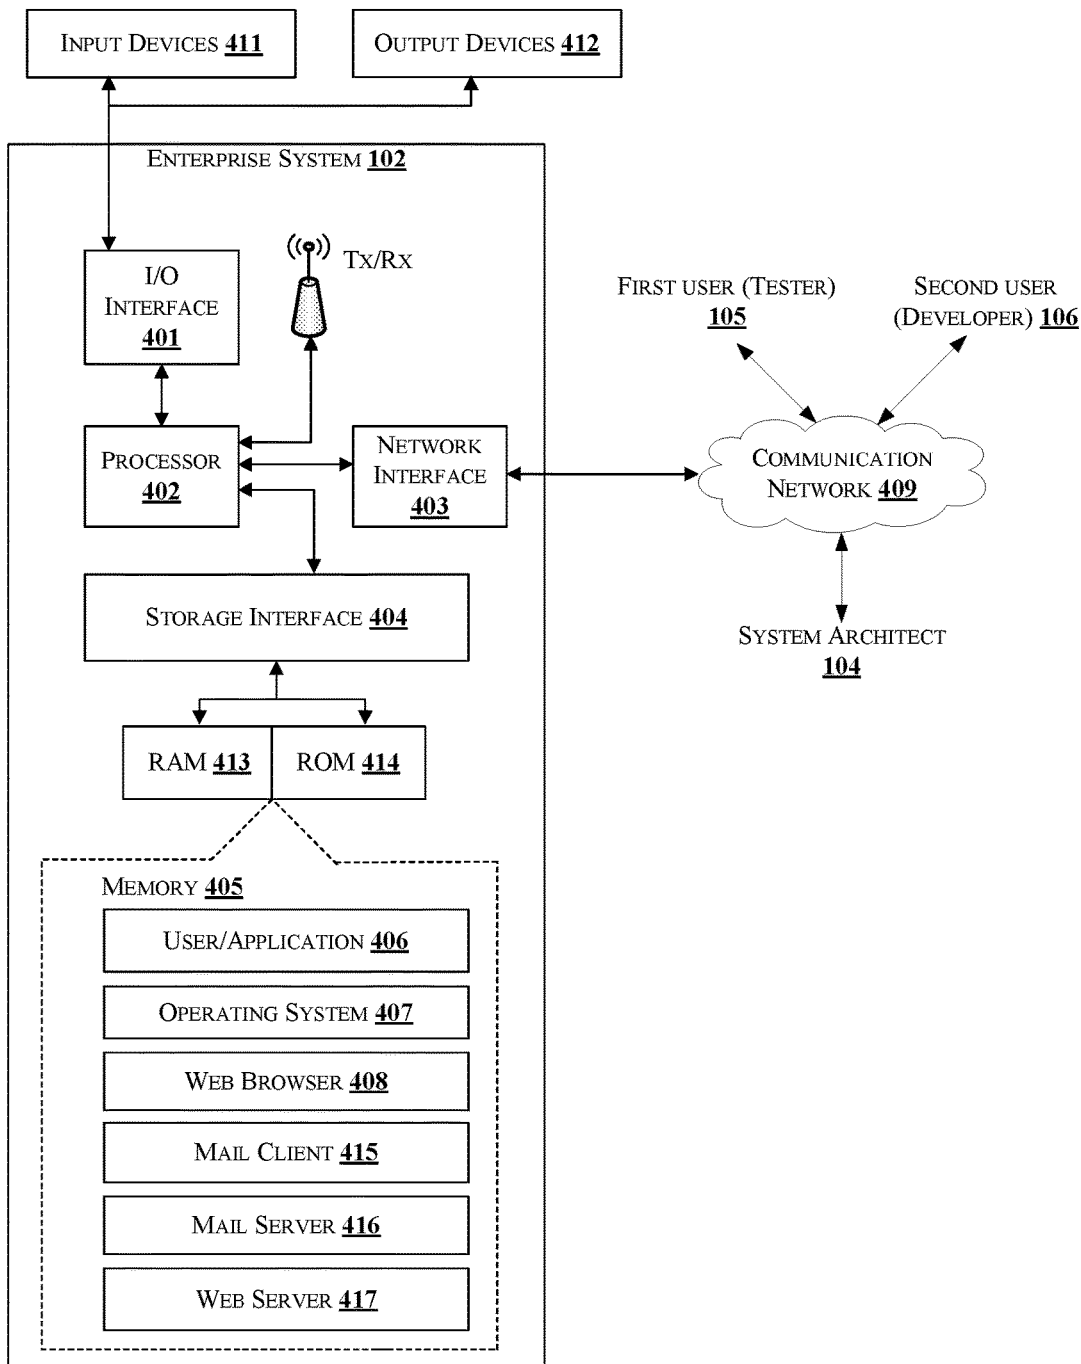 INPUT DEVICES 411
OUTPUT DEVICES 412
ENTERPRISE SYSTEM 102
I/O
INTERFACE
401
TX/RX
FIRST USER (TESTER)
105
SECOND USER
(DEVELOPER) 106
PROCESSOR
402
NETWORK
INTERFACE
403
COMMUNICATION
NETWORK 409
STORAGE INTERFACE 404
SYSTEM ARCHITECT
104
RAM 413
ROM 414
MEMORY 405
USER/APPLICATION 406
OPERATING SYSTEM 407
WEB BROWSER 408
MAIL CLIENT 415
MAIL SERVER 416
WEB SERVER 417